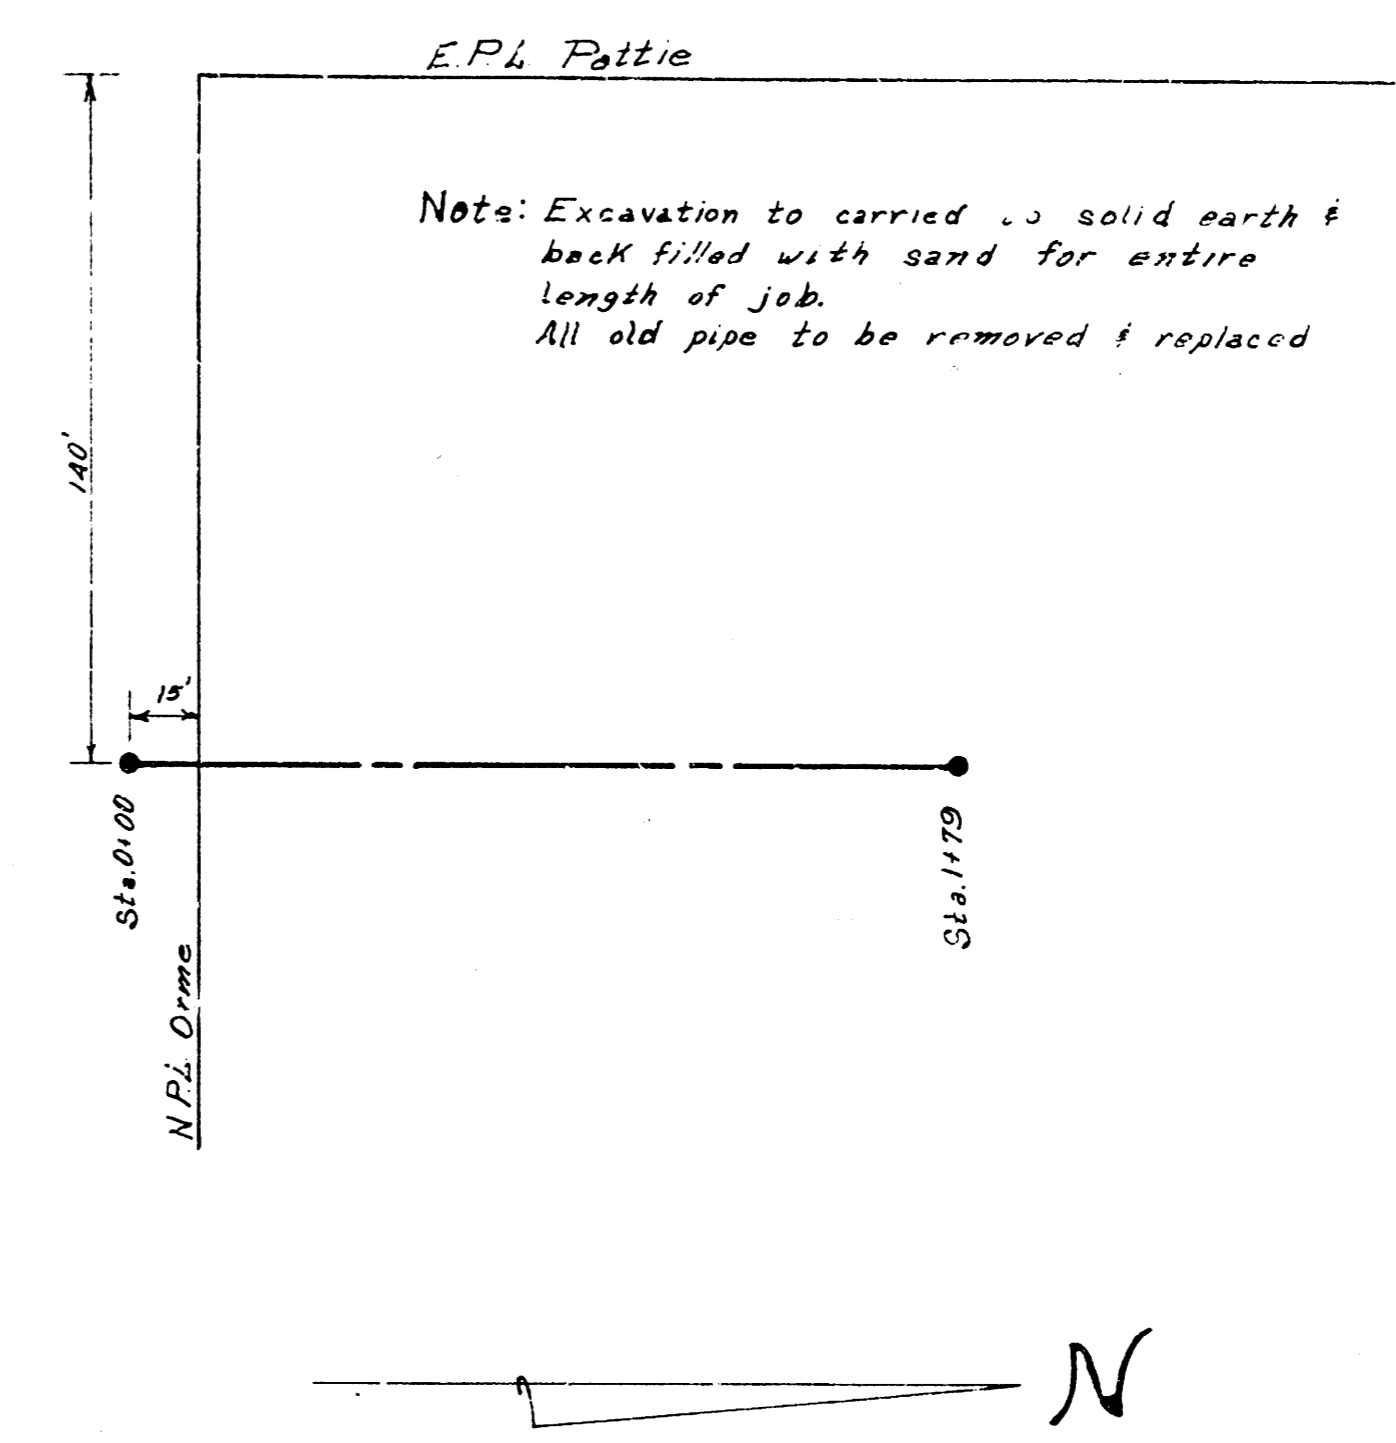 E.P.L. Pattie
Note: Excavation to carried to solid earth &
back filled with sand for entire
length of job.
All old pipe to be removed & replaced
140'
15'
Sta. 0+00
Sta. 1+79
N.P.L. Orme
N